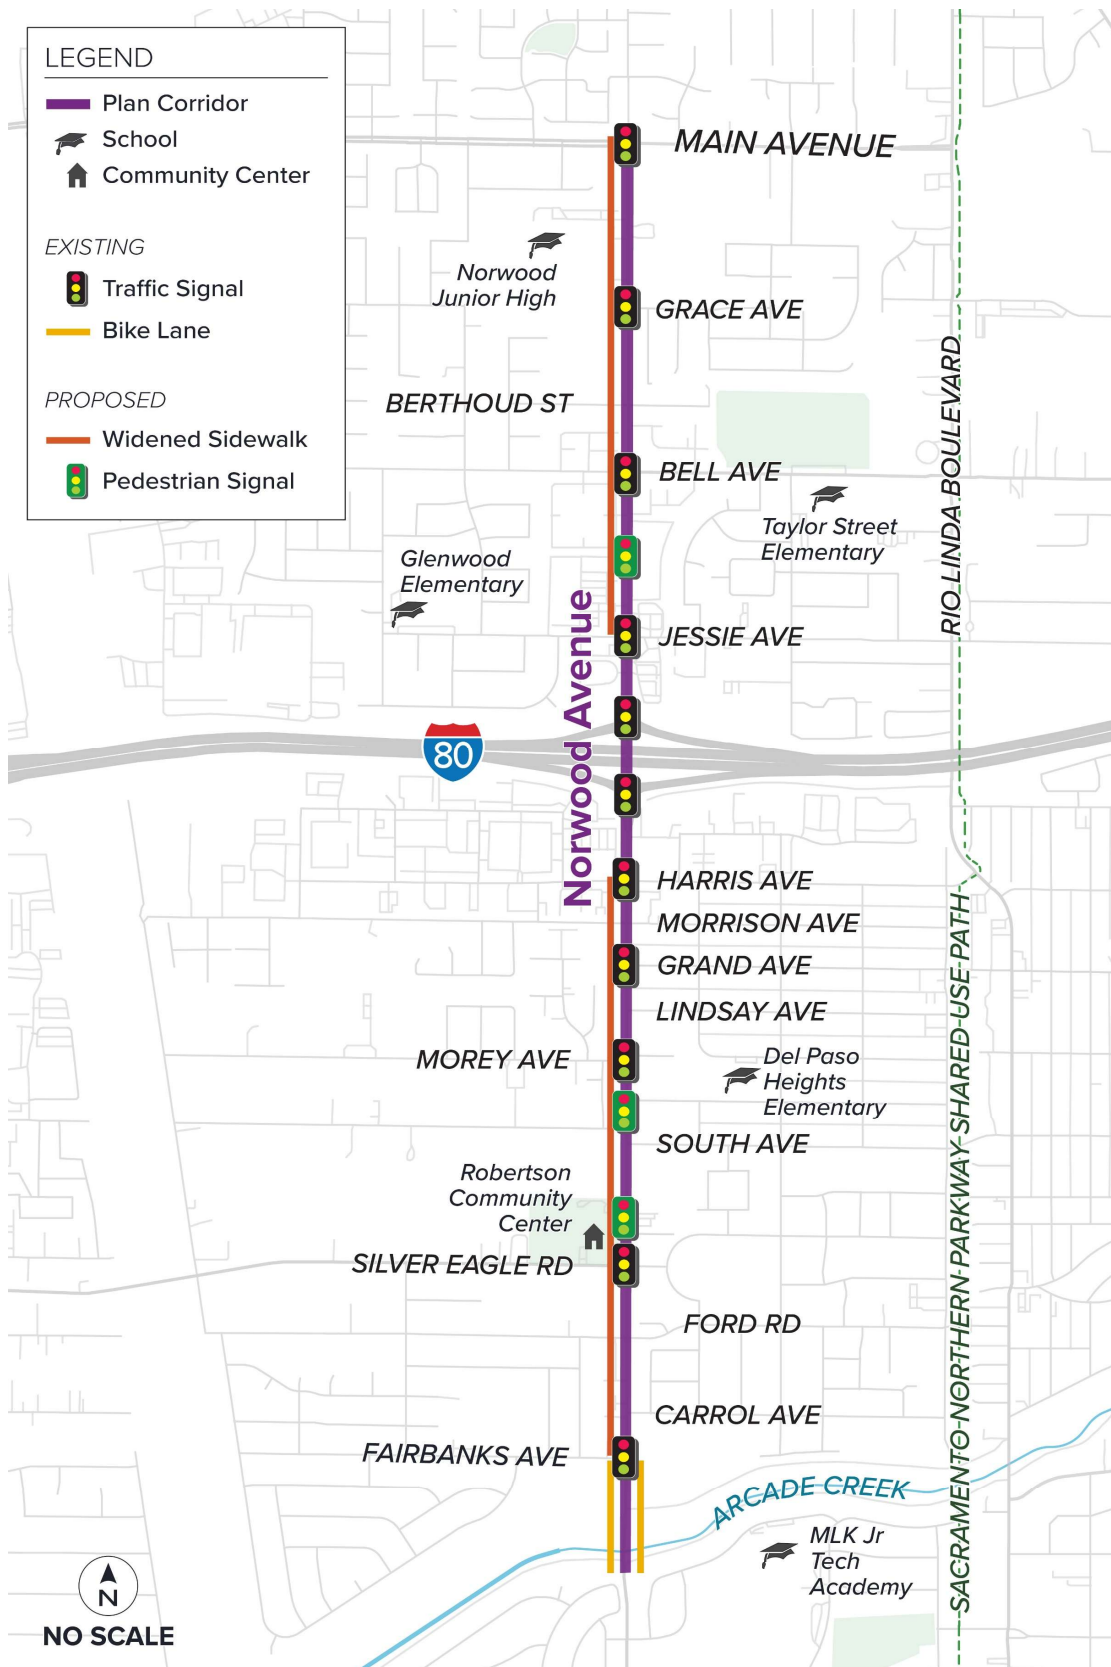 LEGEND
Plan Corridor
School
Community Center
EXISTING
Traffic Signal
Bike Lane
PROPOSED
Widened Sidewalk
Pedestrian Signal
MAIN AVENUE
Norwood
Junior High
GRACE AVE
BERTHOUD ST
RIO LINDA BOULEVARD
BELL AVE
Taylor Street
Elementary
Glenwood
Elementary
JESSIE AVE
Norwood Avenue
80
HARRIS AVE
MORRISON AVE
GRAND AVE
LINDSAY AVE
MOREY AVE
Del Paso
Heights
Elementary
SOUTH AVE
SACRAMENTO NORTHERN PARKWAY SHARED-USE PATH
Robertson
Community
Center
SILVER EAGLE RD
FORD RD
CARROL AVE
FAIRBANKS AVE
ARCADE CREEK
MLK Jr
Tech
Academy
N
NO SCALE